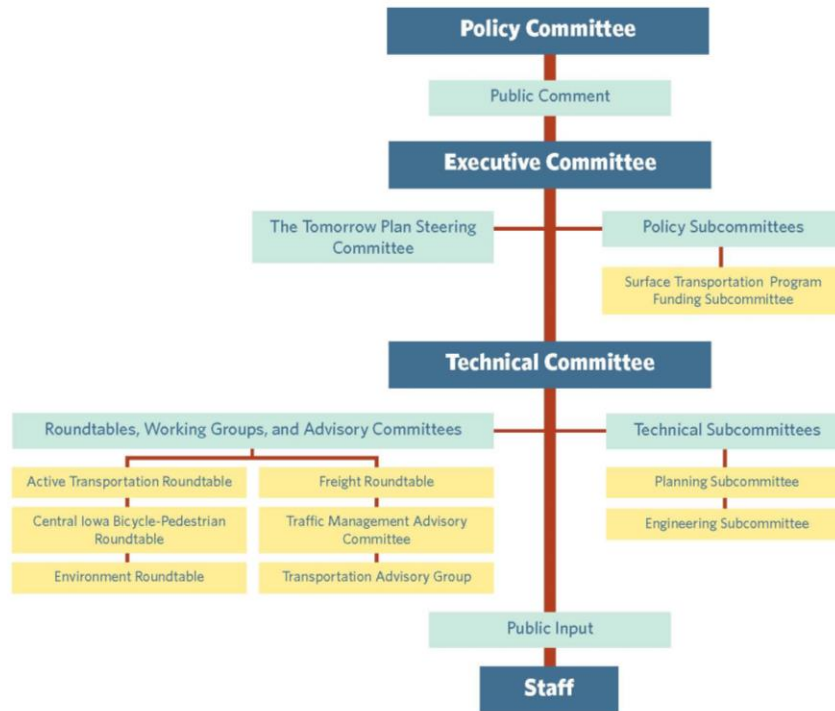 Policy Committee
Public Comment
Executive Committee
The Tomorrow Plan Steering
Committee
Policy Subcommittees
Surface Transportation Program
Funding Subcommittee
Technical Committee
Roundtables, Working Groups, and Advisory Committees
Technical Subcommittees
Active Transportation Roundtable
Freight Roundtable
Planning Subcommittee
Central Iowa Bicycle-Pedestrian
Roundtable
Traffic Management Advisory
Committee
Engineering Subcommittee
Environment Roundtable
Transportation Advisory Group
Public Input
Staff